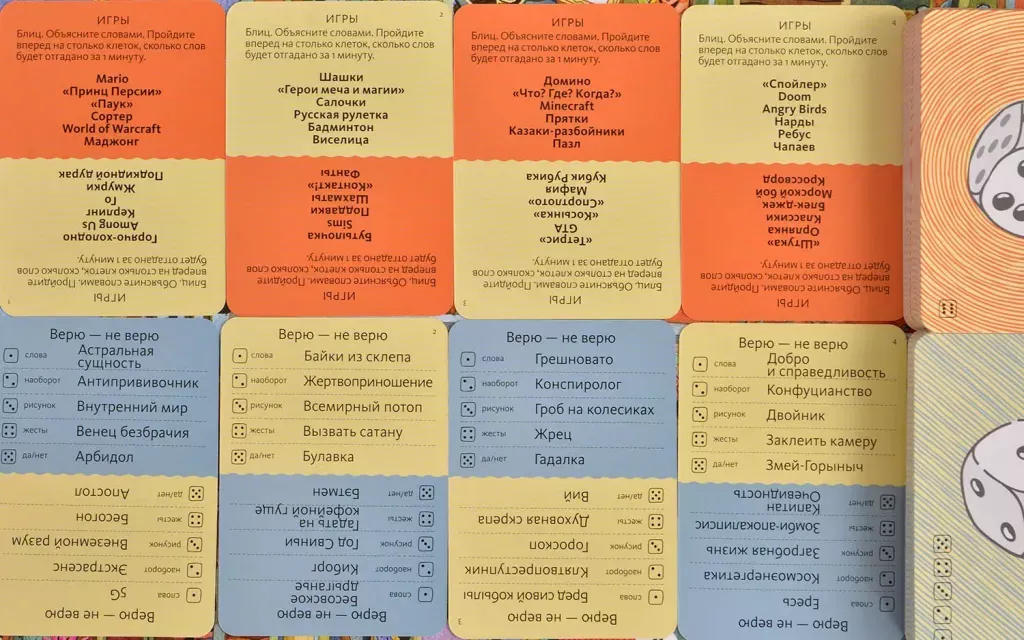 ИГРЫ
Блиц. Объясните словами. Пройдите
вперед на столько клеток, сколько слов
будет отгадано за 1 минуту.
Mario
«Принц Персии»
«Паук»
Сортер
World of Warcraft
Маджонг
1
ИГРЫ
Блиц. Объясните словами. Пройдите
вперед на столько клеток, сколько слов
будет отгадано за 1 минуту.
Горячо-холодно
Among Us
Керлинг
Го
Жмурки
Подкидной дурак
2
ИГРЫ
Блиц. Объясните словами. Пройдите
вперед на столько клеток, сколько слов
будет отгадано за 1 минуту.
Шашки
«Герои меча и магии»
Салочки
Русская рулетка
Бадминтон
Виселица
ИГРЫ
Блиц. Объясните словами. Пройдите
вперед на столько клеток, сколько слов
будет отгадано за 1 минуту.
Бутылочка
Sims
Поддавки
Шахматы
«Контакт!»
Фанты
ИГРЫ
Блиц. Объясните словами. Пройдите
вперед на столько клеток, сколько слов
будет отгадано за 1 минуту.
Домино
«Что? Где? Когда?»
Minecraft
Прятки
Казаки-разбойники
Пазл
3
ИГРЫ
Блиц. Объясните словами. Пройдите
вперед на столько клеток, сколько слов
будет отгадано за 1 минуту.
«Тетрис»
GTA
«Косынка»
«Спортлото»
Мафия
Кубик Рубика
4
ИГРЫ
Блиц. Объясните словами. Пройдите
вперед на столько клеток, сколько слов
будет отгадано за 1 минуту.
«Спойлер»
Doom
Angry Birds
Нарды
Ребус
Чапаев
ИГРЫ
Блиц. Объясните словами. Пройдите
вперед на столько клеток, сколько слов
будет отгадано за 1 минуту.
«Штука»
Орлянка
Классики
Блек-джек
Морской бой
Кроссворд
Верю — не верю
слова Астральная
сущность
наоборот Антипрививочник
рисунок Внутренний мир
жесты Венец безбрачия
да/нет Арбидол
Верю — не верю
слова 5G
наоборот Экстрасенс
рисунок Внеземной разум
жесты Бесогон
да/нет Апостол
2
Верю — не верю
слова Байки из склепа
наоборот Жертвоприношение
рисунок Всемирный потоп
жесты Вызвать сатану
да/нет Булавка
Верю — не верю
слова Бесовское
дрыганье
наоборот Киборг
рисунок Год Свиньи
жесты Гадать на
кофейной гуще
да/нет Бэтмен
Верю — не верю
слова Грешновато
наоборот Конспиролог
рисунок Гроб на колесиках
жесты Жрец
да/нет Гадалка
3
Верю — не верю
слова Бред сивой кобылы
наоборот Клятвопреступник
рисунок Гороскоп
жесты Духовная скрепа
да/нет Вий
4
Верю — не верю
слова Добро
и справедливость
наоборот Конфуцианство
рисунок Двойник
жесты Заклеить камеру
да/нет Змей-Горыныч
Верю — не верю
слова Ересь
наоборот Космоэнергетика
рисунок Загробная жизнь
жесты Зомби-апокалипсис
да/нет Капитан
Очевидность